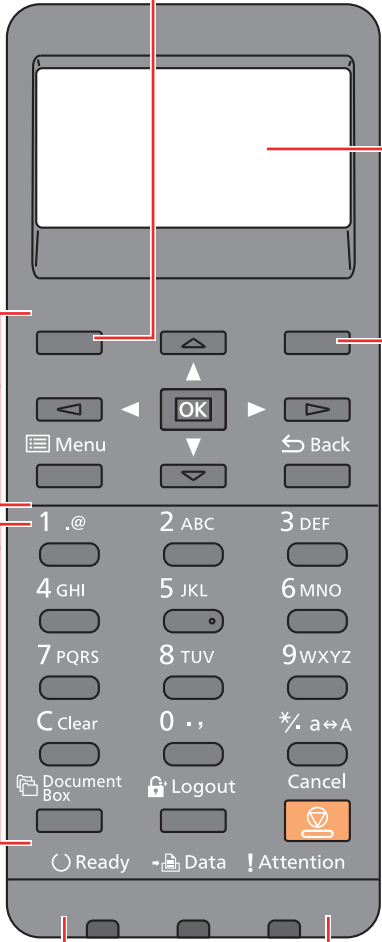 OK
Menu Back
1 .@ 2 ABC 3 DEF
4 GHI 5 JKL 6 MNO
7 PQRS 8 TUV 9 WXYZ
C Clear 0 . , */. a↔A
Document Box Logout Cancel
Ready Data ! Attention